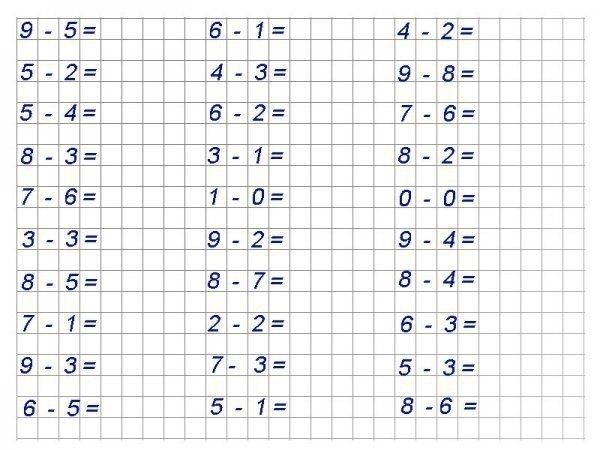 9 - 5 = 6 - 1 = 4 - 2 =
5 - 2 = 4 - 3 = 9 - 8 =
5 - 4 = 6 - 2 = 7 - 6 =
8 - 3 = 3 - 1 = 8 - 2 =
7 - 6 = 1 - 0 = 0 - 0 =
3 - 3 = 9 - 2 = 9 - 4 =
8 - 5 = 8 - 7 = 8 - 4 =
7 - 1 = 2 - 2 = 6 - 3 =
9 - 3 = 7 - 3 = 5 - 3 =
6 - 5 = 5 - 1 = 8 - 6 =